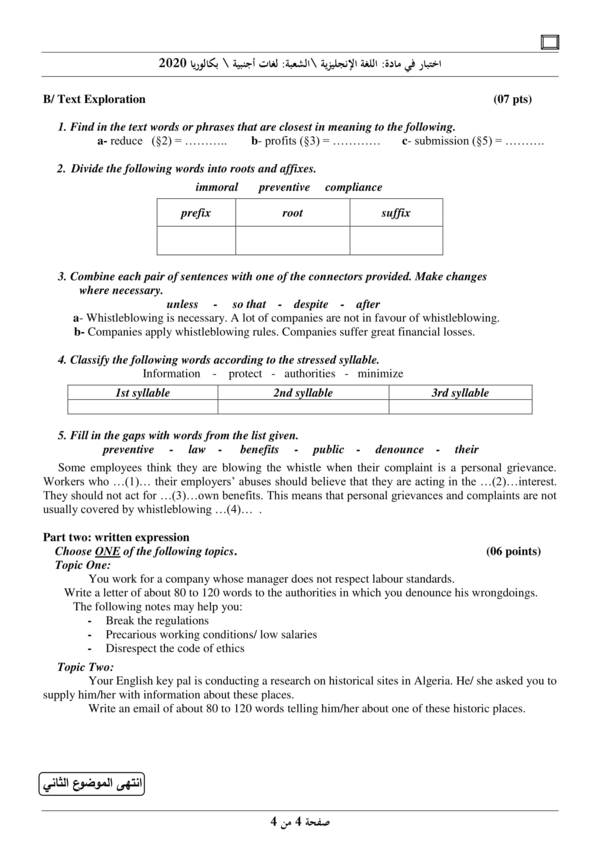 اختبار في مادة: اللغة الإنجليزية \الشعبة: لغات أجنبية \ بكالوريا 2020
B/ Text Exploration (07 pts)
1. Find in the text words or phrases that are closest in meaning to the following.
a- reduce (§2) = ……….. b- profits (§3) = ………… c- submission (§5) = ……….
2. Divide the following words into roots and affixes.
immoral preventive compliance
prefix root suffix
3. Combine each pair of sentences with one of the connectors provided. Make changes
where necessary.
unless - so that - despite - after
a- Whistleblowing is necessary. A lot of companies are not in favour of whistleblowing.
b- Companies apply whistleblowing rules. Companies suffer great financial losses.
4. Classify the following words according to the stressed syllable.
Information - protect - authorities - minimize
1st syllable 2nd syllable 3rd syllable
5. Fill in the gaps with words from the list given.
preventive - law - benefits - public - denounce - their
Some employees think they are blowing the whistle when their complaint is a personal grievance.
Workers who …(1)… their employers’ abuses should believe that they are acting in the …(2)…interest.
They should not act for …(3)…own benefits. This means that personal grievances and complaints are not
usually covered by whistleblowing …(4)… .
Part two: written expression
Choose ONE of the following topics. (06 points)
Topic One:
You work for a company whose manager does not respect labour standards.
Write a letter of about 80 to 120 words to the authorities in which you denounce his wrongdoings.
The following notes may help you:
- Break the regulations
- Precarious working conditions/ low salaries
- Disrespect the code of ethics
Topic Two:
Your English key pal is conducting a research on historical sites in Algeria. He/ she asked you to
supply him/her with information about these places.
Write an email of about 80 to 120 words telling him/her about one of these historic places.
انتهى الموضوع الثاني
صفحة 4 من 4